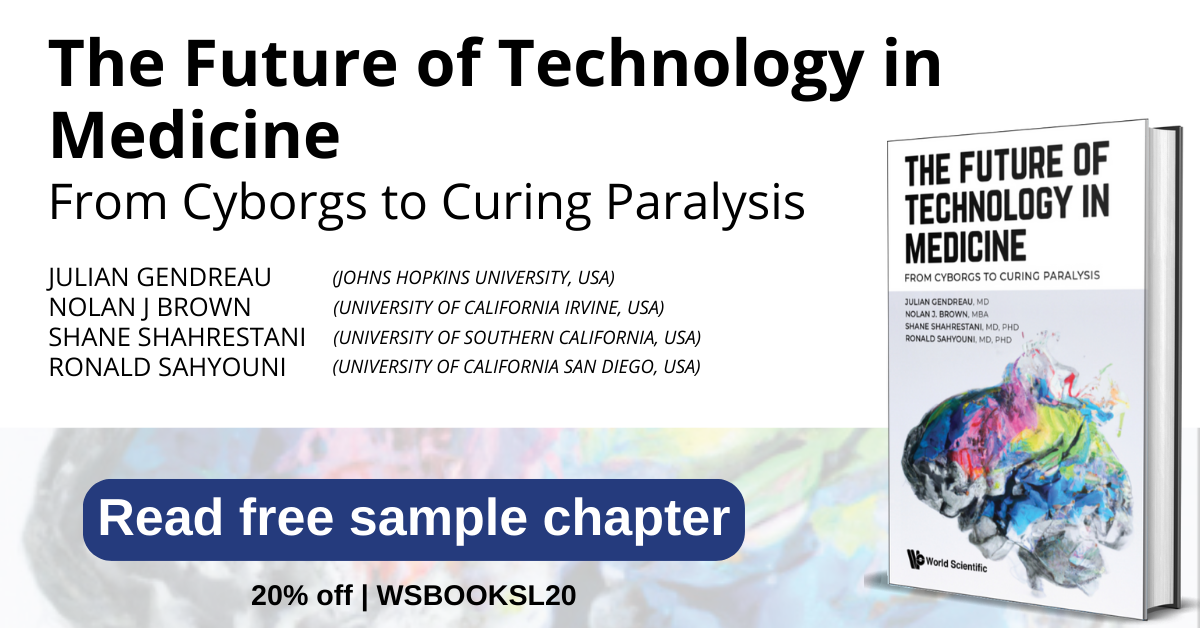 The Future of Technology in
Medicine
From Cyborgs to Curing Paralysis
JULIAN GENDREAU (JOHNS HOPKINS UNIVERSITY, USA)
NOLAN J BROWN (UNIVERSITY OF CALIFORNIA IRVINE, USA)
SHANE SHAHRESTANI (UNIVERSITY OF SOUTHERN CALIFORNIA, USA)
RONALD SAHYOUNI (UNIVERSITY OF CALIFORNIA SAN DIEGO, USA)
Read free sample chapter
20% off | WSBOOKSL20
THE FUTURE OF
TECHNOLOGY IN
MEDICINE
FROM CYBORGS TO CURING PARALYSIS
JULIAN GENDREAU, MD
NOLAN J. BROWN, MBA
SHANE SHAHRESTANI, MD, PHD
RONALD SAHYOUNI, MD, PHD
World Scientific